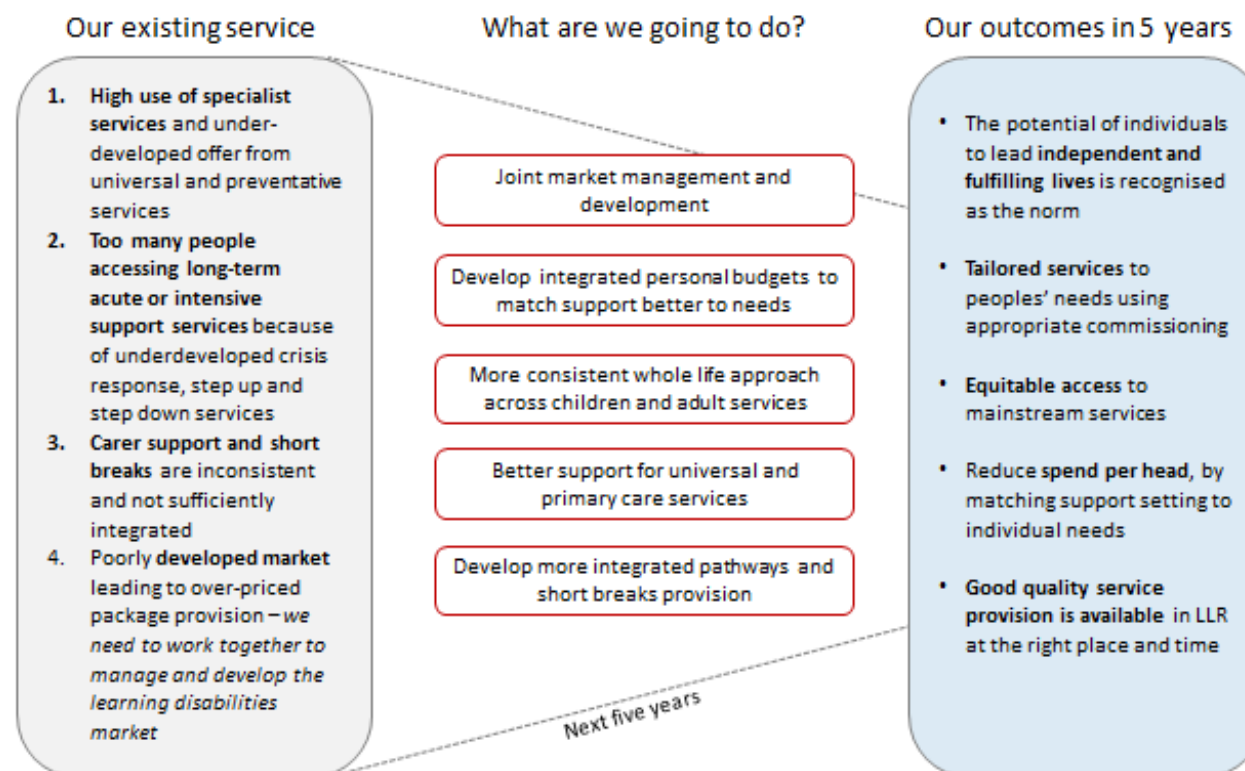 Our existing service
1. High use of specialist
services and under-
developed offer from
universal and preventative
services
2. Too many people
accessing long-term
acute or intensive
support services because
of underdeveloped crisis
response, step up and
step down services
3. Carer support and short
breaks are inconsistent
and not sufficiently
integrated
4. Poorly developed market
leading to over-priced
package provision – we
need to work together to
manage and develop the
learning disabilities
market
What are we going to do?
Joint market management and
development
Develop integrated personal budgets to
match support better to needs
More consistent whole life approach
across children and adult services
Better support for universal and
primary care services
Develop more integrated pathways and
short breaks provision
Next five years
Our outcomes in 5 years
• The potential of individuals
to lead independent and
fulfilling lives is recognised
as the norm
• Tailored services to
peoples’ needs using
appropriate commissioning
• Equitable access to
mainstream services
• Reduce spend per head, by
matching support setting to
individual needs
• Good quality service
provision is available in LLR
at the right place and time